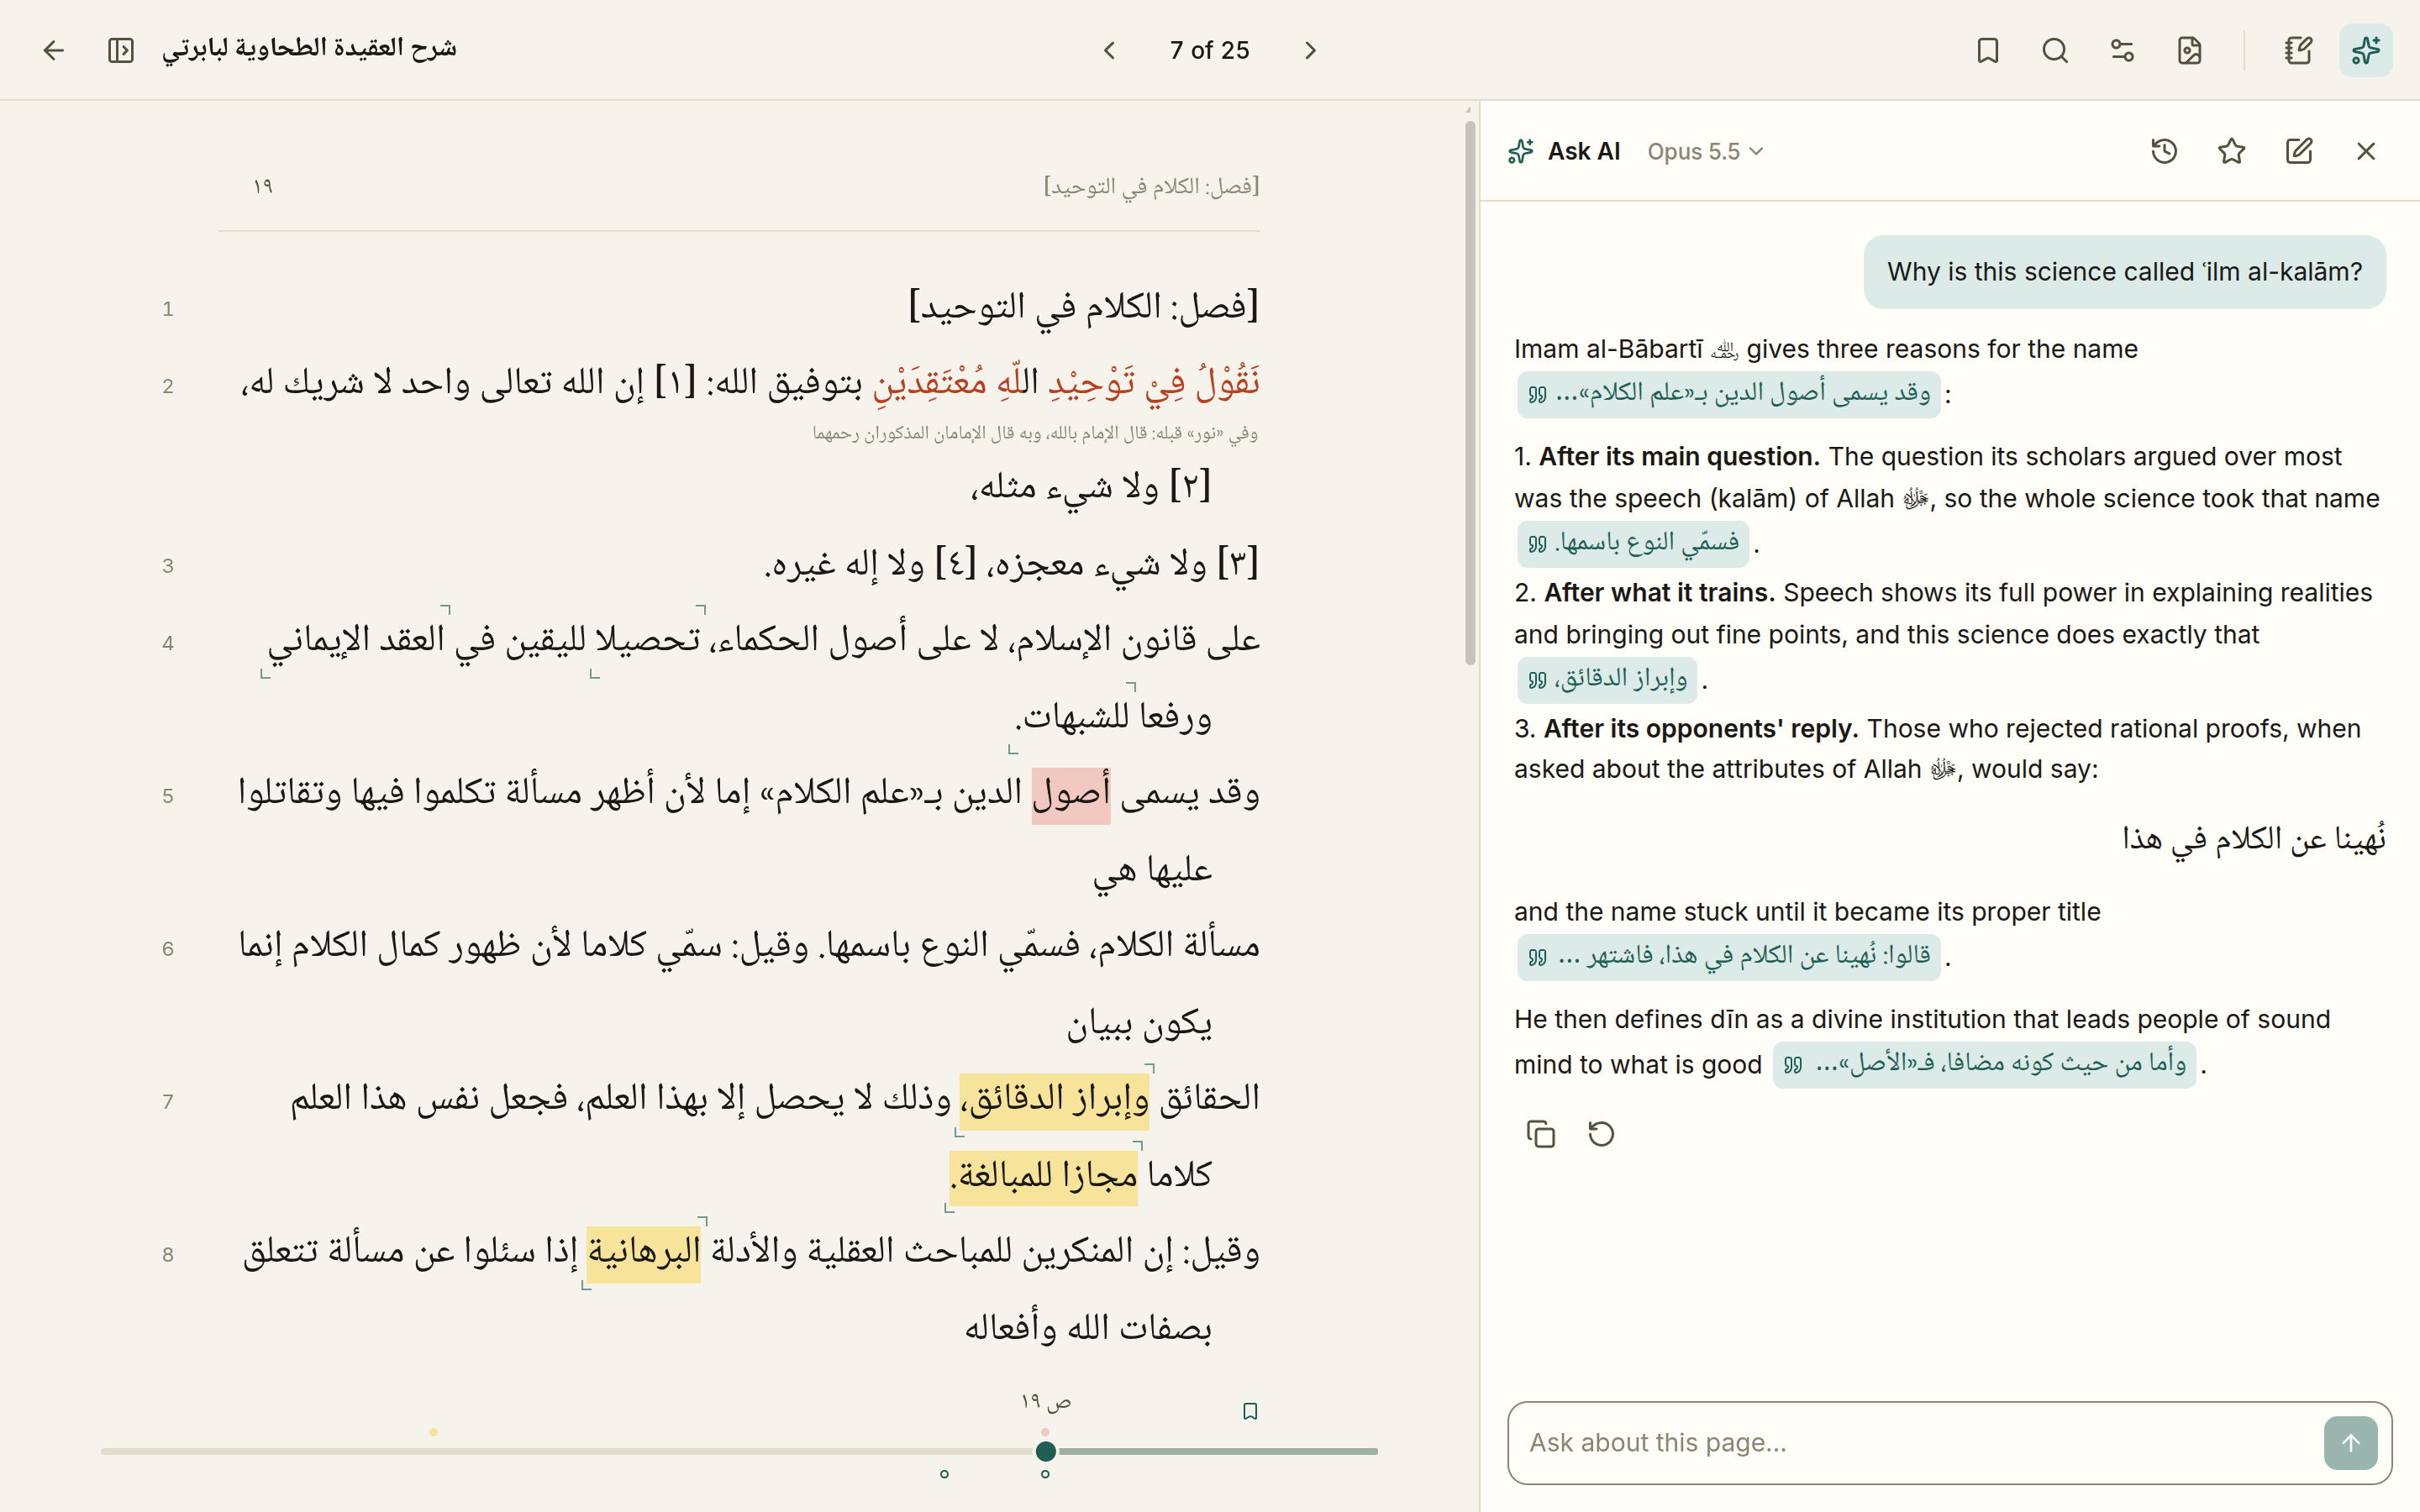 شرح العقيدة الطحاوية لبابرتي
7 of 25
١٩
[فصل: الكلام في التوحيد]
1
[فصل: الكلام في التوحيد]
2
نَقُوْلُ فِيْ تَوْحِيْدِ اللّهِ مُعْتَقِدَيْنِ بتوفيق الله: [١] إن الله تعالى واحد لا شريك له،
وفي «نور» قبله: قال الإمام بالله، وبه قال الإمامان المذكوران رحمهما
[٢] ولا شيء مثله،
3
[٣] ولا شيء معجزه، [٤] ولا إله غيره.
4
على قانون الإسلام، لا على أصول الحكماء، تحصيلا لليقين في العقد الإيماني
ورفعا للشبهات.
5
وقد يسمى أصول الدين بـ«علم الكلام» إما لأن أظهر مسألة تكلموا فيها وتقاتلوا
عليها هي
6
مسألة الكلام، فسمّي النوع باسمها. وقيل: سمّي كلاما لأن ظهور كمال الكلام إنما
يكون ببيان
7
الحقائق وإبراز الدقائق، وذلك لا يحصل إلا بهذا العلم، فجعل نفس هذا العلم
كلاما مجازا للمبالغة.
8
وقيل: إن المنكرين للمباحث العقلية والأدلة البرهانية إذا سئلوا عن مسألة تتعلق
بصفات الله وأفعاله
ص ١٩
Ask AI
Opus 5.5
Why is this science called ʿilm al-kalām?
Imam al-Bābartī رحمه الله gives three reasons for the name
وقد يسمى أصول الدين بـ«علم الكلام»... :
1. After its main question. The question its scholars argued over most
was the speech (kalām) of Allah ﷻ, so the whole science took that name
فسمّي النوع باسمها. .
2. After what it trains. Speech shows its full power in explaining realities
and bringing out fine points, and this science does exactly that
وإبراز الدقائق، .
3. After its opponents' reply. Those who rejected rational proofs, when
asked about the attributes of Allah ﷻ, would say:
نُهينا عن الكلام في هذا
and the name stuck until it became its proper title
قالوا: نُهينا عن الكلام في هذا، فاشتهر ... .
He then defines dīn as a divine institution that leads people of sound
mind to what is good وأما من حيث كونه مضافا، فـ«الأصل»... .
Ask about this page...